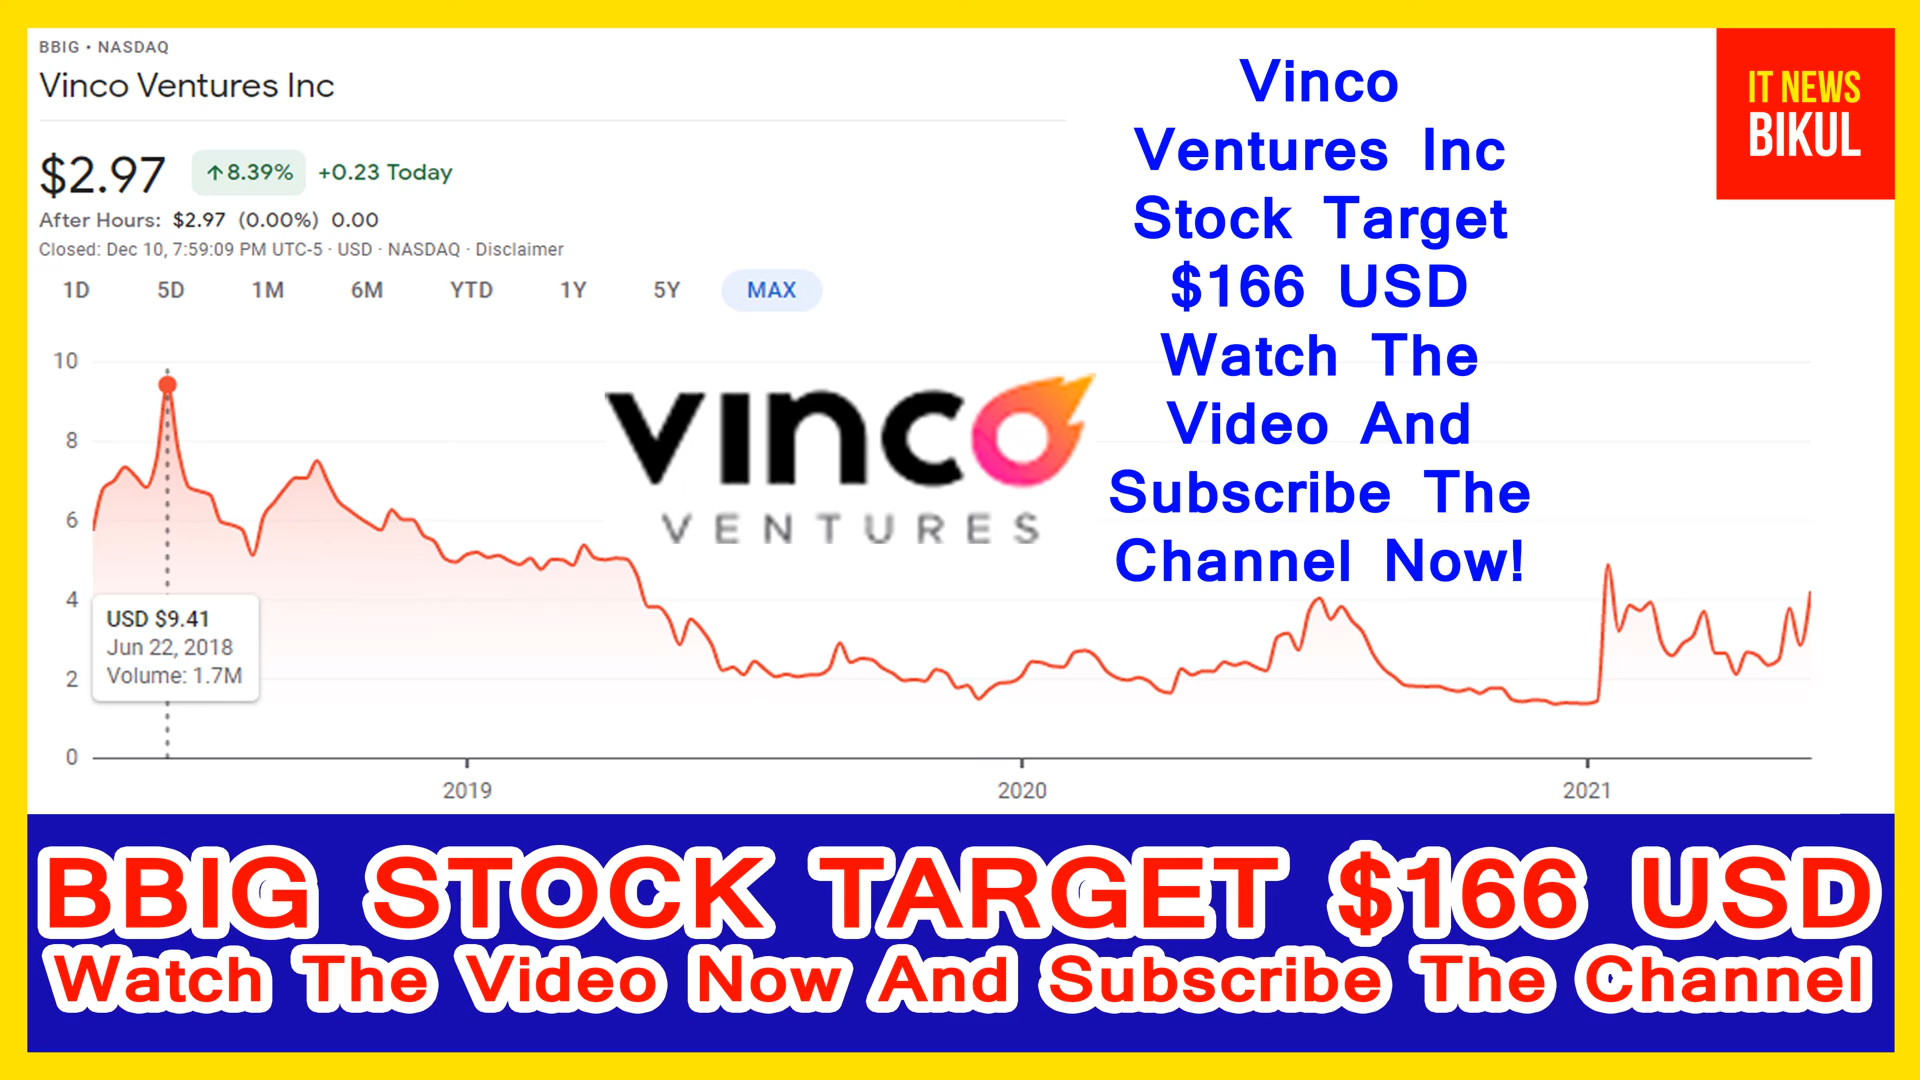 BBIG • NASDAQ
Vinco Ventures Inc
$2.97 ↑8.39% +0.23 Today
After Hours: $2.97 (0.00%) 0.00
Closed: Dec 10, 7:59:09 PM UTC-5 · USD · NASDAQ · Disclaimer
1D 5D 1M 6M YTD 1Y 5Y MAX
Vinco
Ventures Inc
Stock Target
$166 USD
Watch The
Video And
Subscribe The
Channel Now!
IT NEWS
BIKUL
10
8
6
4
2
0
vinco
VENTURES
USD $9.41
Jun 22, 2018
Volume: 1.7M
2019 2020 2021
BBIG STOCK TARGET $166 USD
Watch The Video Now And Subscribe The Channel